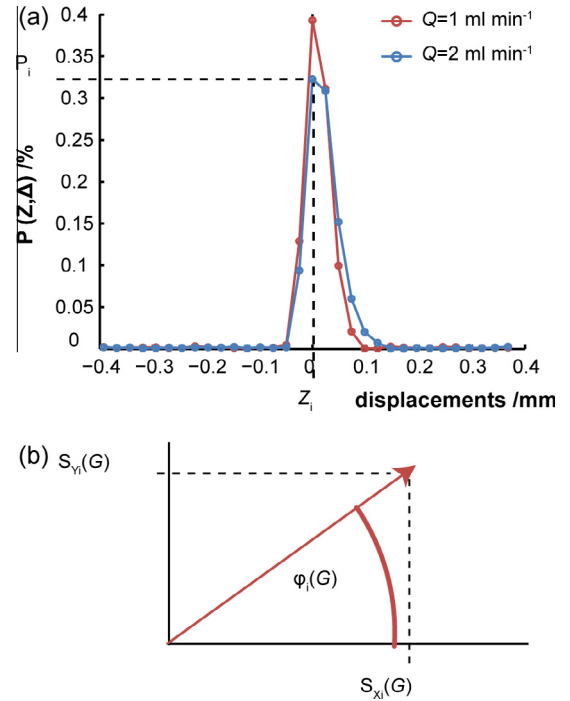 (a)
Q=1 ml min⁻¹
Q=2 ml min⁻¹
P (Z,Δ) /%
0.4
Pᵢ
0.35
0.3
0.25
0.2
0.15
0.1
0.05
0
−0.4 −0.3 −0.2 −0.1 −0 0.1 0.2 0.3 0.4
Zᵢ
displacements /mm
(b)
S_Yi(G)
φᵢ(G)
S_Xi(G)